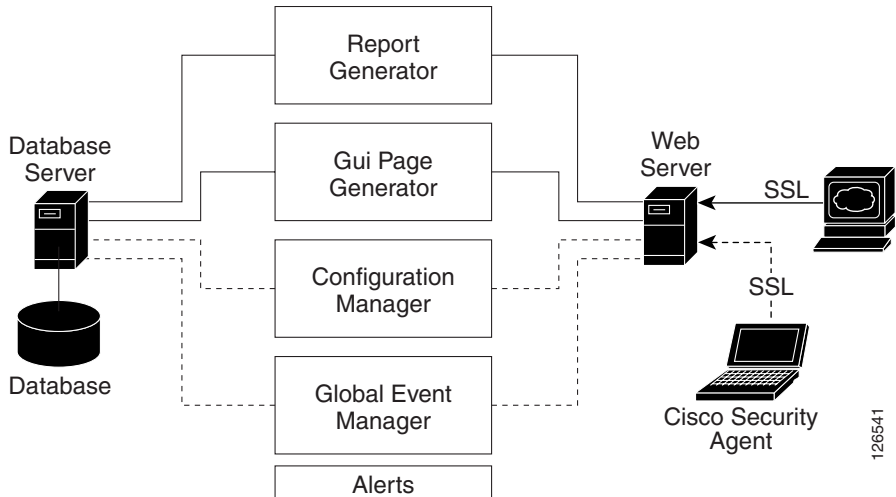 Report
Generator
Database
Server
Gui Page
Generator
Web
Server
SSL
Configuration
Manager
SSL
Database
Global Event
Manager
Cisco Security
Agent
126541
Alerts